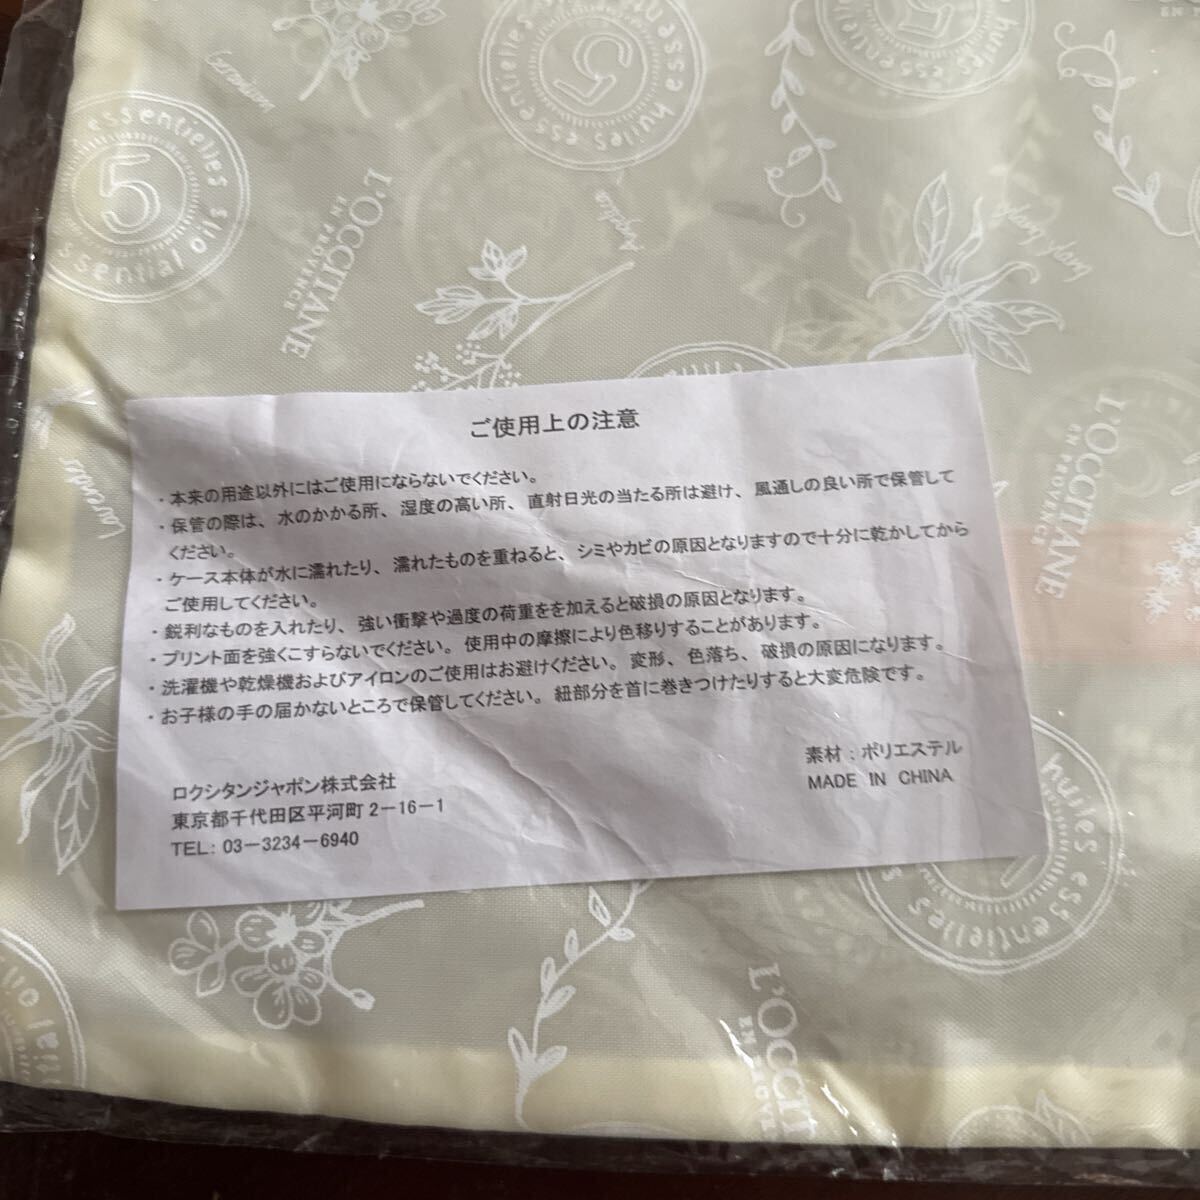 Geranium
essentielles
5
essential oils
L'OCCITANE
EN PROVENCE
huiles essentielles
5
huiles essentielles
Angelica
Ylang ylang
Lavender
L'OCCITANE
EN PROVENCE
ご使用上の注意
・本来の用途以外にはご使用にならないでください。
・保管の際は、水のかかる所、湿度の高い所、直射日光の当たる所は避け、風通しの良い所で保管して
ください。
・ケース本体が水に濡れたり、濡れたものを重ねると、シミやカビの原因となりますので十分に乾かしてから
ご使用してください。
・鋭利なものを入れたり、強い衝撃や過度の荷重をを加えると破損の原因となります。
・プリント面を強くこすらないでください。使用中の摩擦により色移りすることがあります。
・洗濯機や乾燥機およびアイロンのご使用はお避けください。変形、色落ち、破損の原因になります。
・お子様の手の届かないところで保管してください。紐部分を首に巻きつけたりすると大変危険です。
素材：ポリエステル
MADE IN CHINA
ロクシタンジャポン株式会社
東京都千代田区平河町2－16－1
TEL: 03－3234－6940
huiles essentielles
L'OCCIT